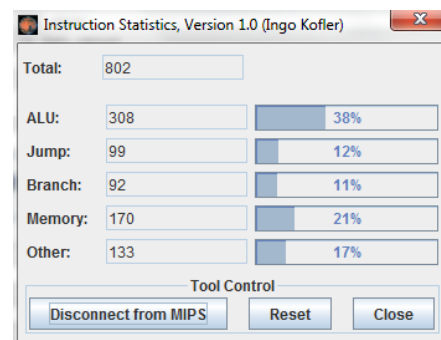 Instruction Statistics, Version 1.0 (Ingo Kofler)
Total: 802
ALU: 308 38%
Jump: 99 12%
Branch: 92 11%
Memory: 170 21%
Other: 133 17%
Tool Control
Disconnect from MIPS Reset Close